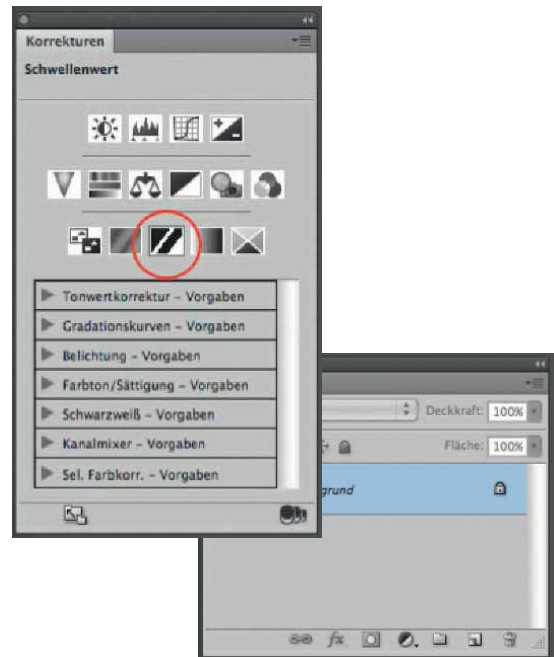 Korrekturen
Schwellenwert
Tonwertkorrektur – Vorgaben
Gradationskurven – Vorgaben
Belichtung – Vorgaben
Farbton/Sättigung – Vorgaben
Schwarzweiß – Vorgaben
Kanalmixer – Vorgaben
Sel. Farbkorr. – Vorgaben
Deckkraft: 100%
Fläche: 100%
grund
fx